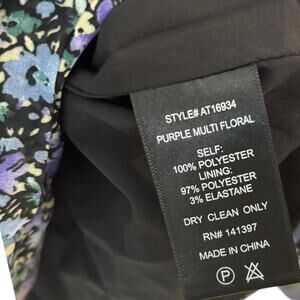 STYLE# AT16934
PURPLE MULTI FLORAL
SELF:
100% POLYESTER
LINING:
97% POLYESTER
3% ELASTANE
DRY CLEAN ONLY
RN# 141397
MADE IN CHINA
P